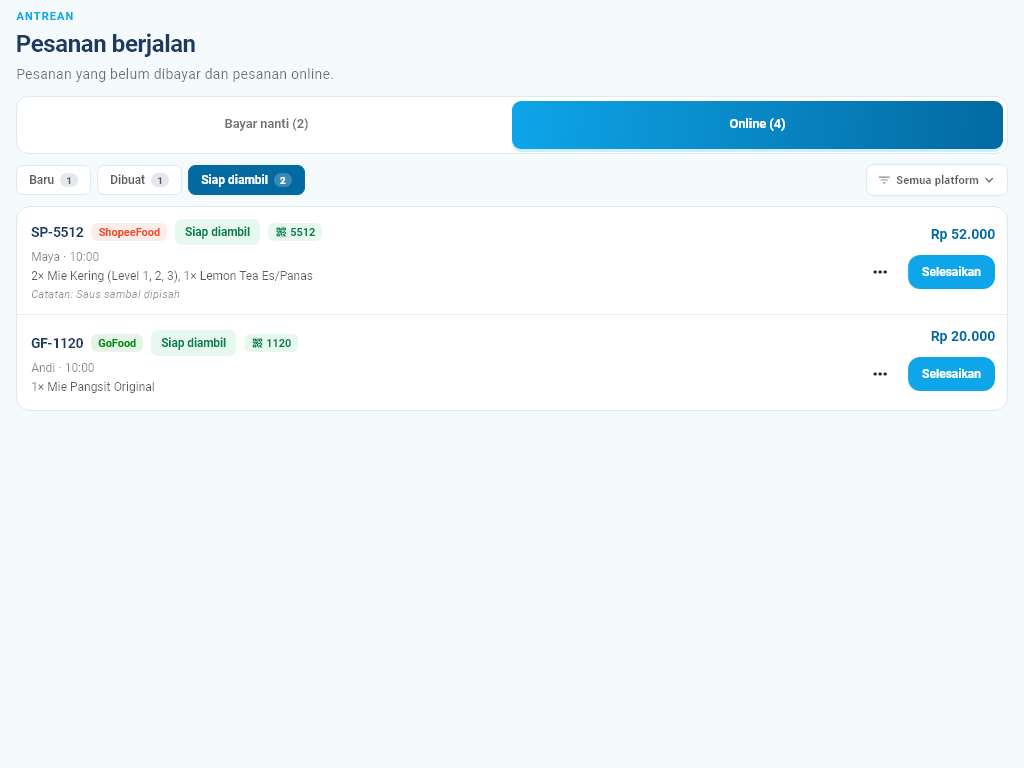 ANTREAN
Pesanan berjalan
Pesanan yang belum dibayar dan pesanan online.
Bayar nanti (2)
Online (4)
Baru 1
Dibuat 1
Siap diambil 2
Semua platform
SP-5512 ShopeeFood Siap diambil 5512
Rp 52.000
Maya · 10:00
2× Mie Kering (Level 1, 2, 3), 1× Lemon Tea Es/Panas
Catatan: Saus sambal dipisah
Selesaikan
GF-1120 GoFood Siap diambil 1120
Rp 20.000
Andi · 10:00
1× Mie Pangsit Original
Selesaikan